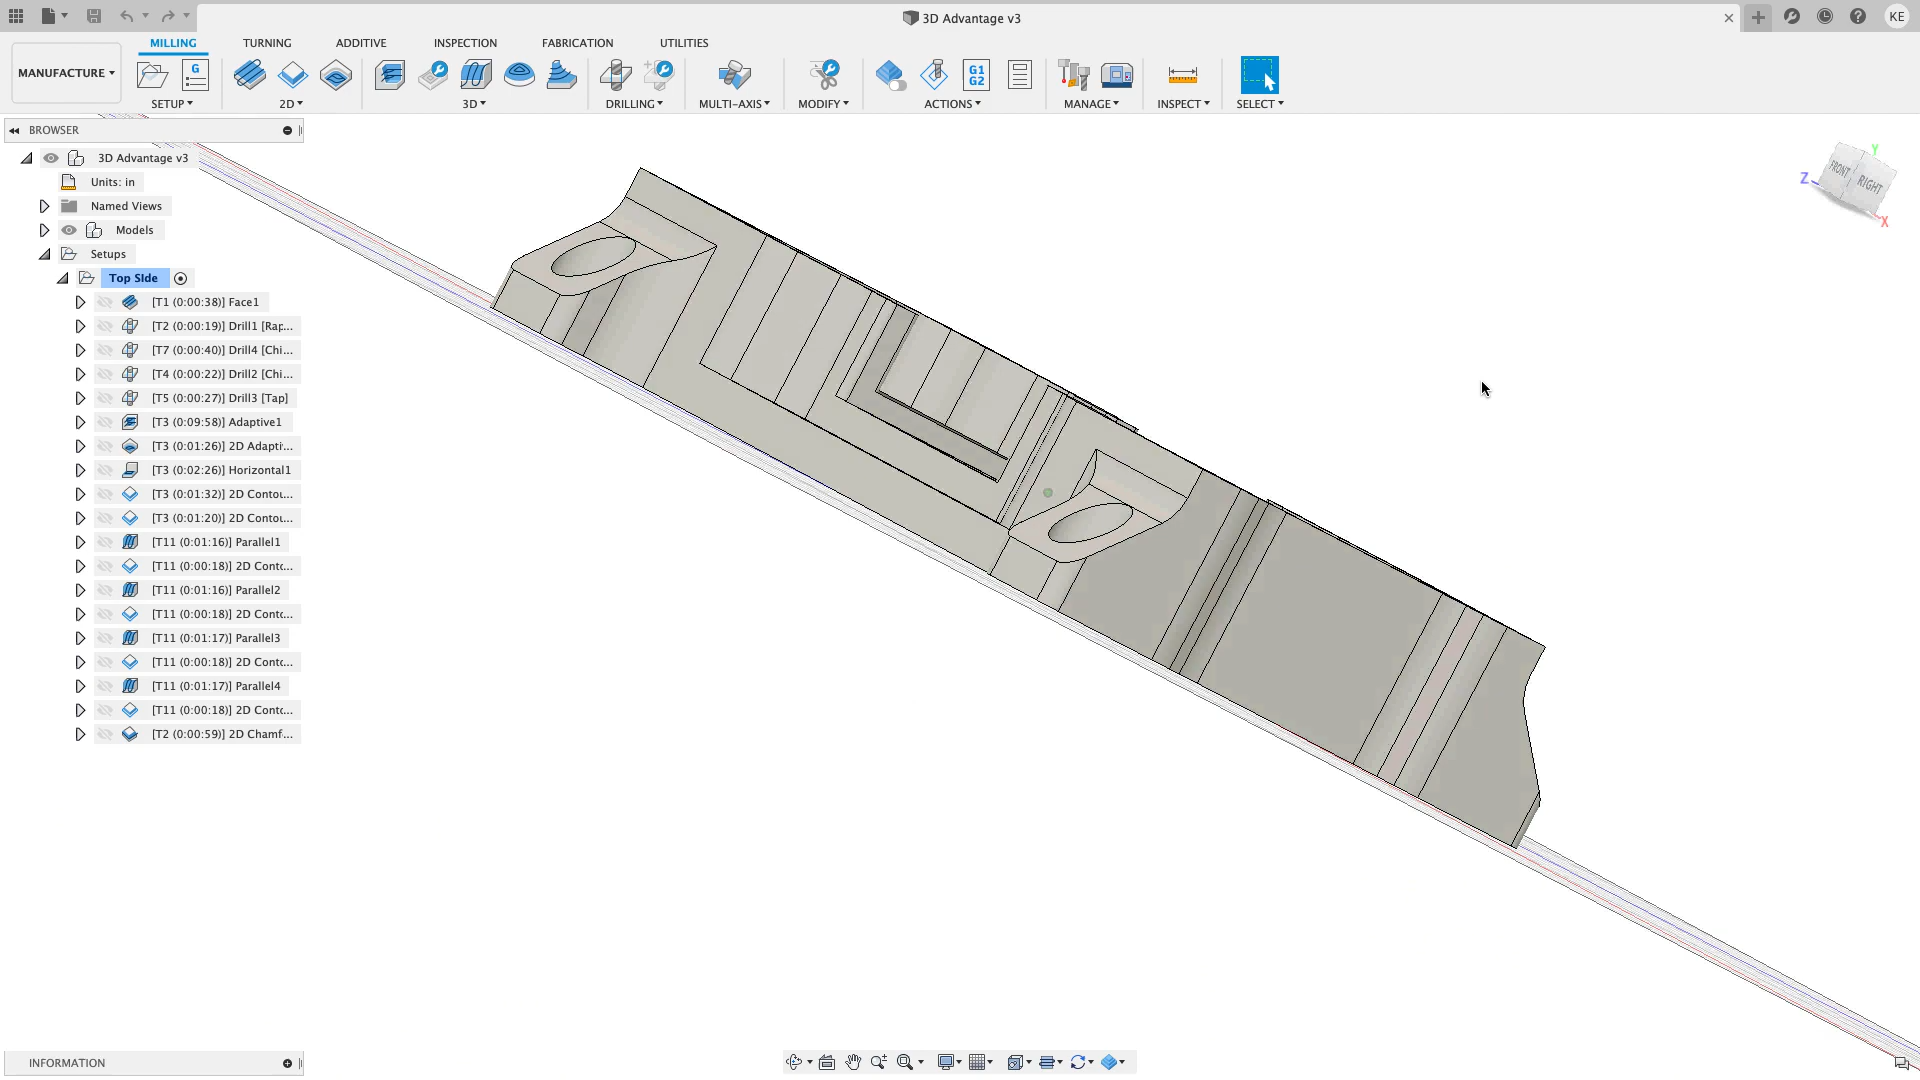 3D Advantage v3
KE
MANUFACTURE
MILLING TURNING ADDITIVE INSPECTION FABRICATION UTILITIES
G
G1
G2
SETUP 2D 3D DRILLING MULTI-AXIS MODIFY ACTIONS MANAGE INSPECT SELECT
BROWSER
3D Advantage v3
Units: in
Named Views
Models
Setups
Top SIde
[T1 (0:00:38)] Face1
[T2 (0:00:19)] Drill1 [Rap...
[T7 (0:00:40)] Drill4 [Chi...
[T4 (0:00:22)] Drill2 [Chi...
[T5 (0:00:27)] Drill3 [Tap]
[T3 (0:09:58)] Adaptive1
[T3 (0:01:26)] 2D Adapti...
[T3 (0:02:26)] Horizontal1
[T3 (0:01:32)] 2D Contou...
[T3 (0:01:20)] 2D Contou...
[T11 (0:01:16)] Parallel1
[T11 (0:00:18)] 2D Contc...
[T11 (0:01:16)] Parallel2
[T11 (0:00:18)] 2D Contc...
[T11 (0:01:17)] Parallel3
[T11 (0:00:18)] 2D Contc...
[T11 (0:01:17)] Parallel4
[T11 (0:00:18)] 2D Contc...
[T2 (0:00:59)] 2D Chamf...
Y
Z
FRONT
RIGHT
X
INFORMATION